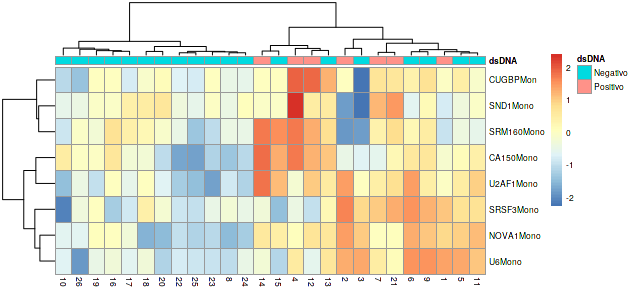 dsDNA
CUGBPMon
SND1Mono
SRM160Mono
CA150Mono
U2AF1Mono
SRSF3Mono
NOVA1Mono
U6Mono
10 26 19 16 17 18 20 22 25 23 8 24 14 15 4 12 13 2 3 7 21 6 9 1 5 11
2
1
0
-1
-2
dsDNA
Negativo
Positivo